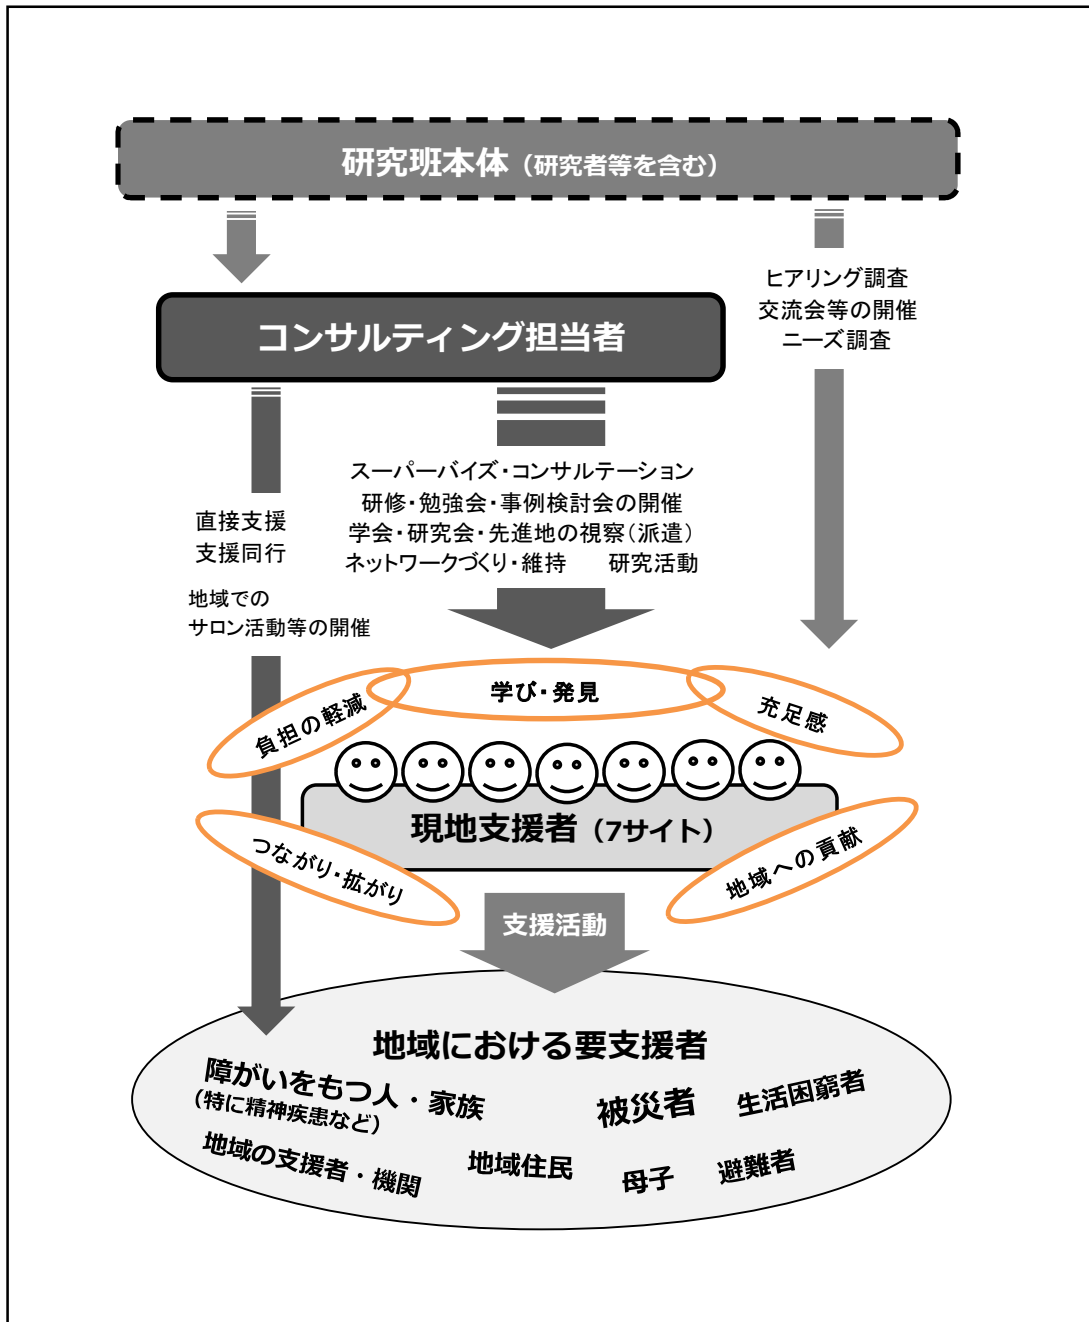 研究班本体（研究者等を含む）
ヒアリング調査
交流会等の開催
ニーズ調査
コンサルティング担当者
スーパーバイズ・コンサルテーション
研修・勉強会・事例検討会の開催
学会・研究会・先進地の視察（派遣）
ネットワークづくり・維持　研究活動
直接支援
支援同行
地域での
サロン活動等の開催
負担の軽減
学び・発見
充足感
現地支援者（7サイト）
つながり・拡がり
地域への貢献
支援活動
地域における要支援者
障がいをもつ人・家族
（特に精神疾患など）
被災者
生活困窮者
地域の支援者・機関
地域住民
母子
避難者